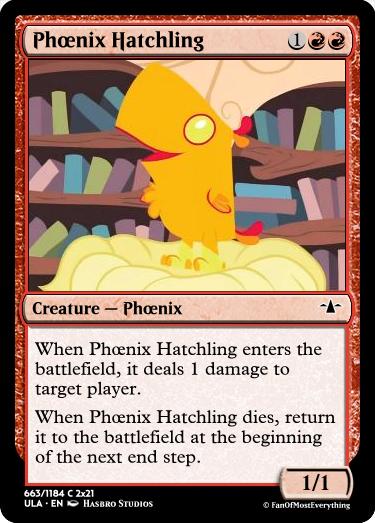 Phœnix Hatchling 1
Creature — Phœnix
When Phœnix Hatchling enters the
battlefield, it deals 1 damage to
target player.
When Phœnix Hatchling dies, return
it to the battlefield at the beginning
of the next end step.
1/1
663/1184 C 2x21
ULA • EN Hasbro Studios
© FanOfMostEverything